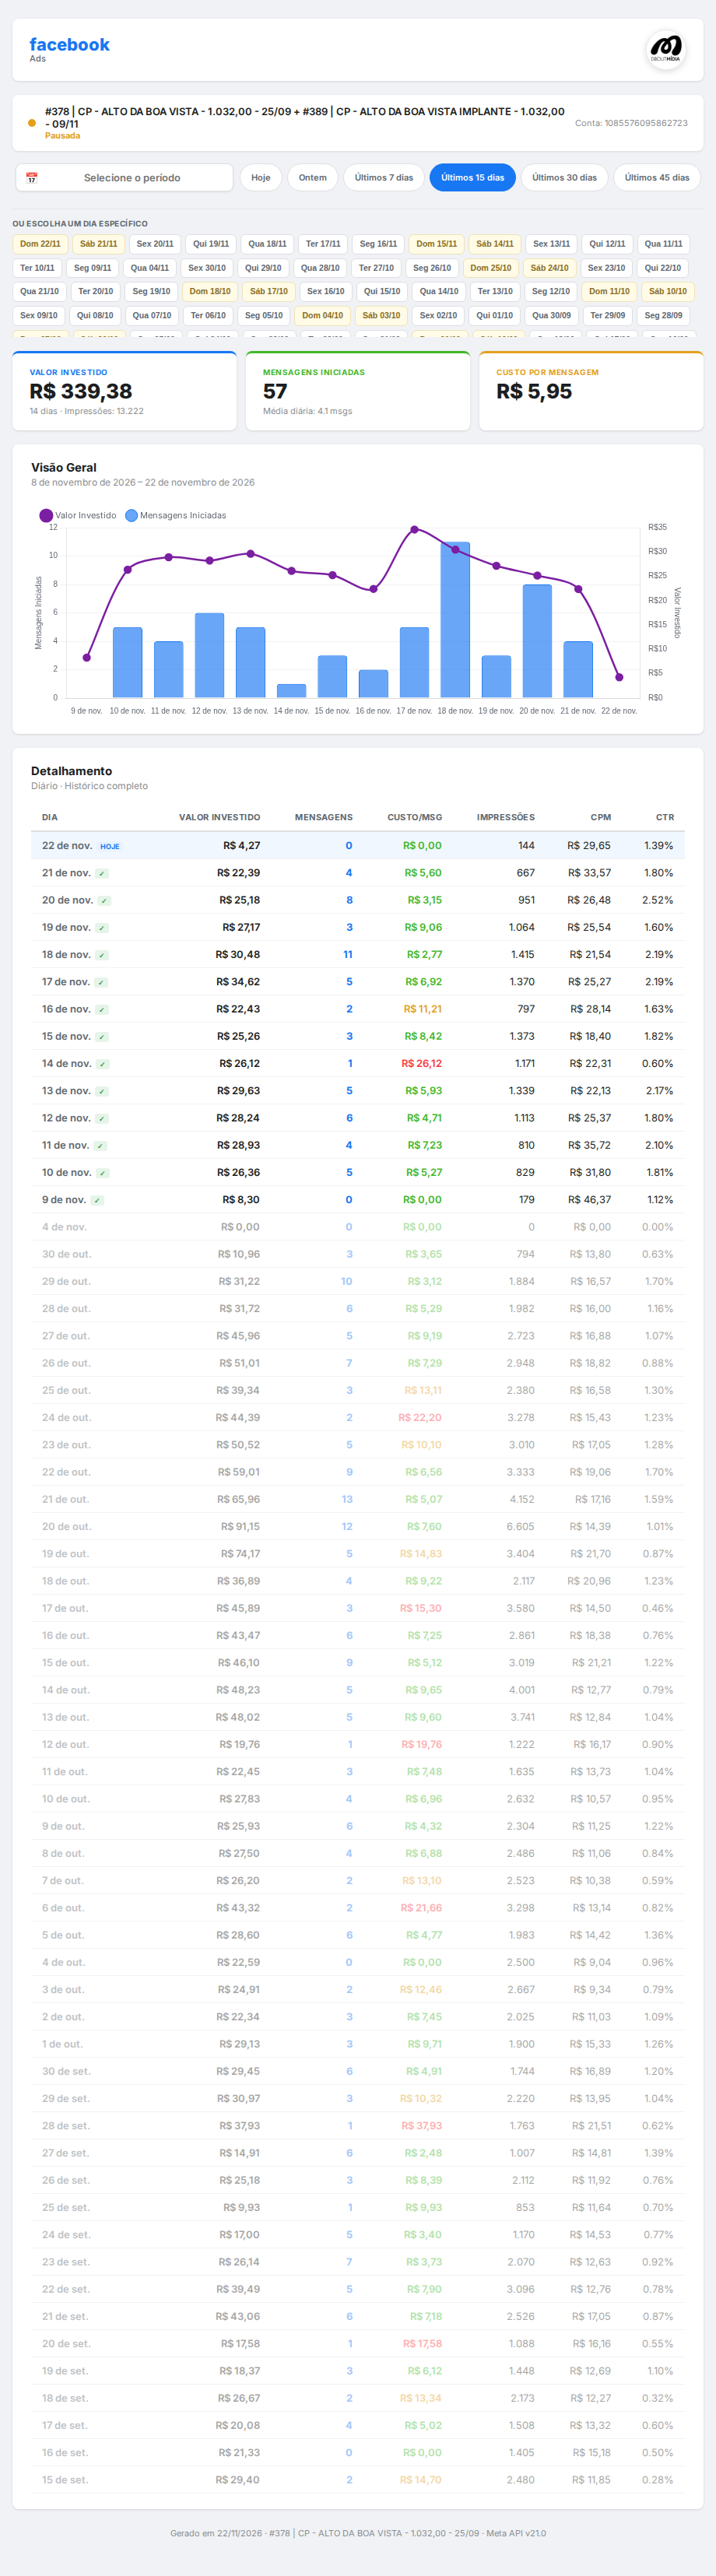 facebook
Ads
DBOUTMÍDIA
#378 | CP - ALTO DA BOA VISTA - 1.032,00 - 25/09 + #389 | CP - ALTO DA BOA VISTA IMPLANTE - 1.032,00
- 09/11
Pausada
Conta: 1085576095862723
📅 Selecione o período Hoje Ontem Últimos 7 dias Últimos 15 dias Últimos 30 dias Últimos 45 dias
OU ESCOLHA UM DIA ESPECÍFICO
Dom 22/11 Sáb 21/11 Sex 20/11 Qui 19/11 Qua 18/11 Ter 17/11 Seg 16/11 Dom 15/11 Sáb 14/11 Sex 13/11 Qui 12/11 Qua 11/11
Ter 10/11 Seg 09/11 Qua 04/11 Sex 30/10 Qui 29/10 Qua 28/10 Ter 27/10 Seg 26/10 Dom 25/10 Sáb 24/10 Sex 23/10 Qui 22/10
Qua 21/10 Ter 20/10 Seg 19/10 Dom 18/10 Sáb 17/10 Sex 16/10 Qui 15/10 Qua 14/10 Ter 13/10 Seg 12/10 Dom 11/10 Sáb 10/10
Sex 09/10 Qui 08/10 Qua 07/10 Ter 06/10 Seg 05/10 Dom 04/10 Sáb 03/10 Sex 02/10 Qui 01/10 Qua 30/09 Ter 29/09 Seg 28/09
VALOR INVESTIDO
R$ 339,38
14 dias · Impressões: 13.222
MENSAGENS INICIADAS
57
Média diária: 4.1 msgs
CUSTO POR MENSAGEM
R$ 5,95
Visão Geral
8 de novembro de 2026 – 22 de novembro de 2026
Valor Investido Mensagens Iniciadas
12
10
8
6
4
2
0
Mensagens Iniciadas
R$35
R$30
R$25
R$20
R$15
R$10
R$5
R$0
Valor Investido
9 de nov. 10 de nov. 11 de nov. 12 de nov. 13 de nov. 14 de nov. 15 de nov. 16 de nov. 17 de nov. 18 de nov. 19 de nov. 20 de nov. 21 de nov. 22 de nov.
Detalhamento
Diário · Histórico completo
DIA VALOR INVESTIDO MENSAGENS CUSTO/MSG IMPRESSÕES CPM CTR
22 de nov. HOJE R$ 4,27 0 R$ 0,00 144 R$ 29,65 1.39%
21 de nov. ✓ R$ 22,39 4 R$ 5,60 667 R$ 33,57 1.80%
20 de nov. ✓ R$ 25,18 8 R$ 3,15 951 R$ 26,48 2.52%
19 de nov. ✓ R$ 27,17 3 R$ 9,06 1.064 R$ 25,54 1.60%
18 de nov. ✓ R$ 30,48 11 R$ 2,77 1.415 R$ 21,54 2.19%
17 de nov. ✓ R$ 34,62 5 R$ 6,92 1.370 R$ 25,27 2.19%
16 de nov. ✓ R$ 22,43 2 R$ 11,21 797 R$ 28,14 1.63%
15 de nov. ✓ R$ 25,26 3 R$ 8,42 1.373 R$ 18,40 1.82%
14 de nov. ✓ R$ 26,12 1 R$ 26,12 1.171 R$ 22,31 0.60%
13 de nov. ✓ R$ 29,63 5 R$ 5,93 1.339 R$ 22,13 2.17%
12 de nov. ✓ R$ 28,24 6 R$ 4,71 1.113 R$ 25,37 1.80%
11 de nov. ✓ R$ 28,93 4 R$ 7,23 810 R$ 35,72 2.10%
10 de nov. ✓ R$ 26,36 5 R$ 5,27 829 R$ 31,80 1.81%
9 de nov. ✓ R$ 8,30 0 R$ 0,00 179 R$ 46,37 1.12%
4 de nov. R$ 0,00 0 R$ 0,00 0 R$ 0,00 0.00%
30 de out. R$ 10,96 3 R$ 3,65 794 R$ 13,80 0.63%
29 de out. R$ 31,22 10 R$ 3,12 1.884 R$ 16,57 1.70%
28 de out. R$ 31,72 6 R$ 5,29 1.982 R$ 16,00 1.16%
27 de out. R$ 45,96 5 R$ 9,19 2.723 R$ 16,88 1.07%
26 de out. R$ 51,01 7 R$ 7,29 2.948 R$ 18,82 0.88%
25 de out. R$ 39,34 3 R$ 13,11 2.380 R$ 16,58 1.30%
24 de out. R$ 44,39 2 R$ 22,20 3.278 R$ 15,43 1.23%
23 de out. R$ 50,52 5 R$ 10,10 3.010 R$ 17,05 1.28%
22 de out. R$ 59,01 9 R$ 6,56 3.333 R$ 19,06 1.70%
21 de out. R$ 65,96 13 R$ 5,07 4.152 R$ 17,16 1.59%
20 de out. R$ 91,15 12 R$ 7,60 6.605 R$ 14,39 1.01%
19 de out. R$ 74,17 5 R$ 14,83 3.404 R$ 21,70 0.87%
18 de out. R$ 36,89 4 R$ 9,22 2.117 R$ 20,96 1.23%
17 de out. R$ 45,89 3 R$ 15,30 3.580 R$ 14,50 0.46%
16 de out. R$ 43,47 6 R$ 7,25 2.861 R$ 18,38 0.76%
15 de out. R$ 46,10 9 R$ 5,12 3.019 R$ 21,21 1.22%
14 de out. R$ 48,23 5 R$ 9,65 4.001 R$ 12,77 0.79%
13 de out. R$ 48,02 5 R$ 9,60 3.741 R$ 12,84 1.04%
12 de out. R$ 19,76 1 R$ 19,76 1.222 R$ 16,17 0.90%
11 de out. R$ 22,45 3 R$ 7,48 1.635 R$ 13,73 1.04%
10 de out. R$ 27,83 4 R$ 6,96 2.632 R$ 10,57 0.95%
9 de out. R$ 25,93 6 R$ 4,32 2.304 R$ 11,25 1.22%
8 de out. R$ 27,50 4 R$ 6,88 2.486 R$ 11,06 0.84%
7 de out. R$ 26,20 2 R$ 13,10 2.523 R$ 10,38 0.59%
6 de out. R$ 43,32 2 R$ 21,66 3.298 R$ 13,14 0.82%
5 de out. R$ 28,60 6 R$ 4,77 1.983 R$ 14,42 1.36%
4 de out. R$ 22,59 0 R$ 0,00 2.500 R$ 9,04 0.96%
3 de out. R$ 24,91 2 R$ 12,46 2.667 R$ 9,34 0.79%
2 de out. R$ 22,34 3 R$ 7,45 2.025 R$ 11,03 1.09%
1 de out. R$ 29,13 3 R$ 9,71 1.900 R$ 15,33 1.26%
30 de set. R$ 29,45 6 R$ 4,91 1.744 R$ 16,89 1.20%
29 de set. R$ 30,97 3 R$ 10,32 2.220 R$ 13,95 1.04%
28 de set. R$ 37,93 1 R$ 37,93 1.763 R$ 21,51 0.62%
27 de set. R$ 14,91 6 R$ 2,48 1.007 R$ 14,81 1.39%
26 de set. R$ 25,18 3 R$ 8,39 2.112 R$ 11,92 0.76%
25 de set. R$ 9,93 1 R$ 9,93 853 R$ 11,64 0.70%
24 de set. R$ 17,00 5 R$ 3,40 1.170 R$ 14,53 0.77%
23 de set. R$ 26,14 7 R$ 3,73 2.070 R$ 12,63 0.92%
22 de set. R$ 39,49 5 R$ 7,90 3.096 R$ 12,76 0.78%
21 de set. R$ 43,06 6 R$ 7,18 2.526 R$ 17,05 0.87%
20 de set. R$ 17,58 1 R$ 17,58 1.088 R$ 16,16 0.55%
19 de set. R$ 18,37 3 R$ 6,12 1.448 R$ 12,69 1.10%
18 de set. R$ 26,67 2 R$ 13,34 2.173 R$ 12,27 0.32%
17 de set. R$ 20,08 4 R$ 5,02 1.508 R$ 13,32 0.60%
16 de set. R$ 21,33 0 R$ 0,00 1.405 R$ 15,18 0.50%
15 de set. R$ 29,40 2 R$ 14,70 2.480 R$ 11,85 0.28%
Gerado em 22/11/2026 · #378 | CP - ALTO DA BOA VISTA - 1.032,00 - 25/09 · Meta API v21.0